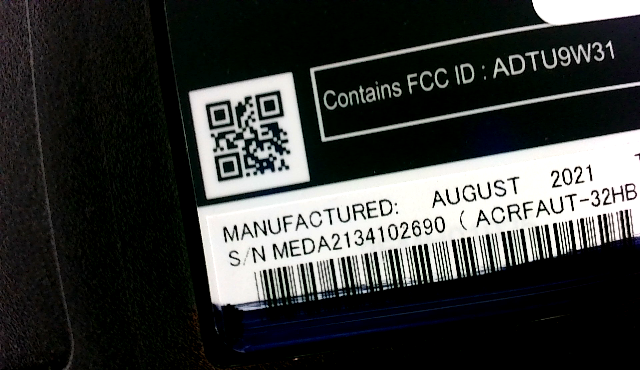 Contains FCC ID : ADTU9W31
MANUFACTURED: AUGUST 2021
S/N MEDA2134102690 ( ACRFAUT-32HB